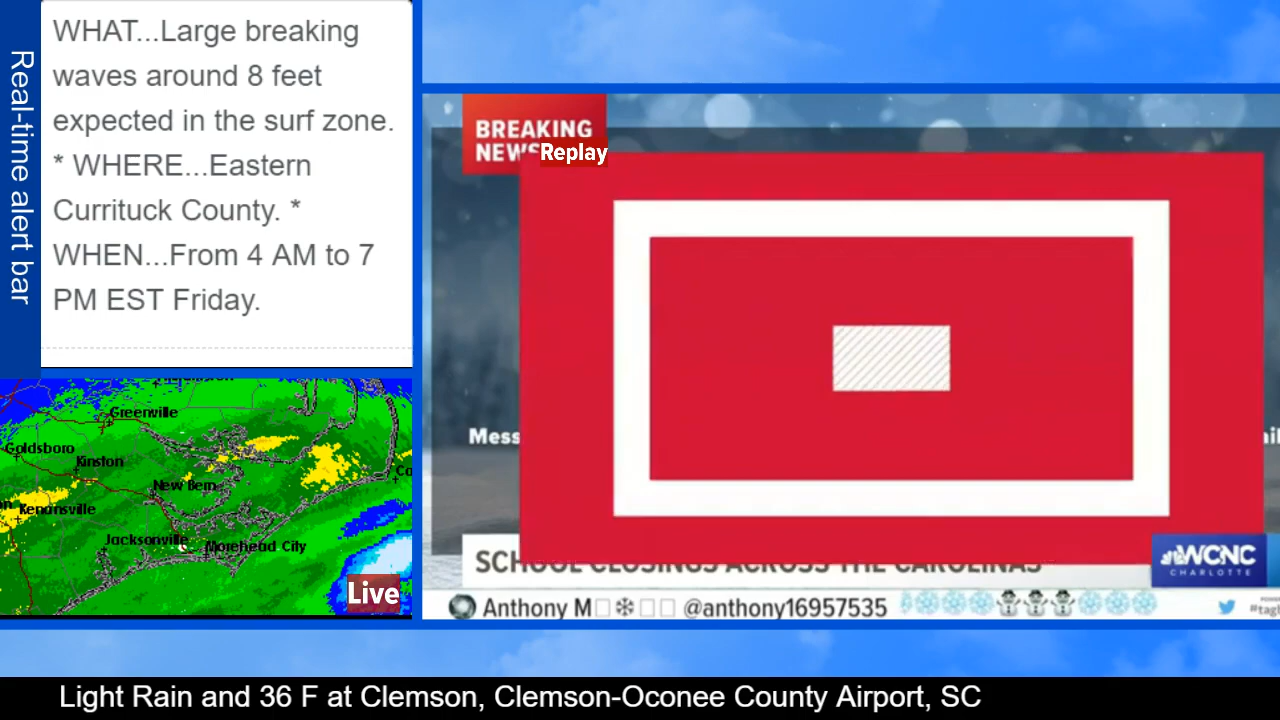 Real-time alert bar
WHAT...Large breaking
waves around 8 feet
expected in the surf zone.
* WHERE...Eastern
Currituck County. *
WHEN...From 4 AM to 7
PM EST Friday.
Greenville
Goldsboro
Kinston
New Bern
Kenansville
Jacksonville
Morehead City
Live
BREAKING
NEWS
Replay
SCHOOL CLOSINGS ACROSS THE CAROLINAS
WCNC
CHARLOTTE
Anthony M□ ❄□□ @anthony16957535 ❄❄❄❄⛄⛄⛄❄❄❄
Light Rain and 36 F at Clemson, Clemson-Oconee County Airport, SC